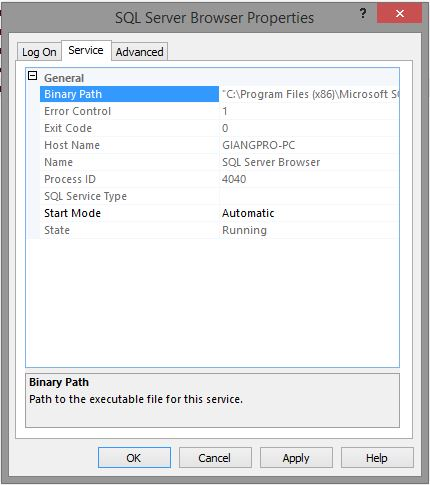 SQL Server Browser Properties
Log On Service Advanced
General
Binary Path "C:\Program Files (x86)\Microsoft SQ
Error Control 1
Exit Code 0
Host Name GIANGPRO-PC
Name SQL Server Browser
Process ID 4040
SQL Service Type
Start Mode Automatic
State Running
Binary Path
Path to the executable file for this service.
OK Cancel Apply Help